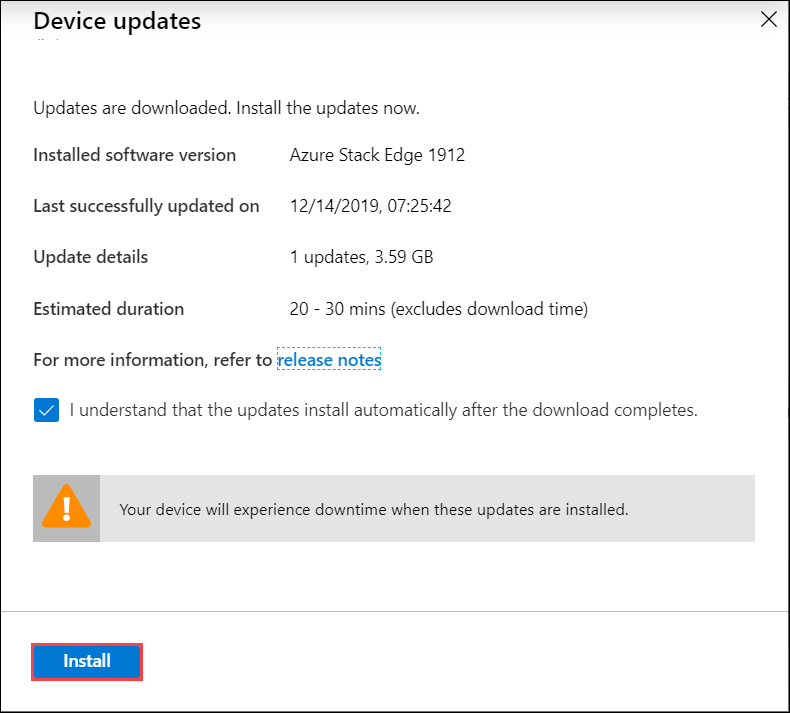 Device updates
Updates are downloaded. Install the updates now.
Installed software version Azure Stack Edge 1912
Last successfully updated on 12/14/2019, 07:25:42
Update details 1 updates, 3.59 GB
Estimated duration 20 - 30 mins (excludes download time)
For more information, refer to release notes
I understand that the updates install automatically after the download completes.
Your device will experience downtime when these updates are installed.
Install